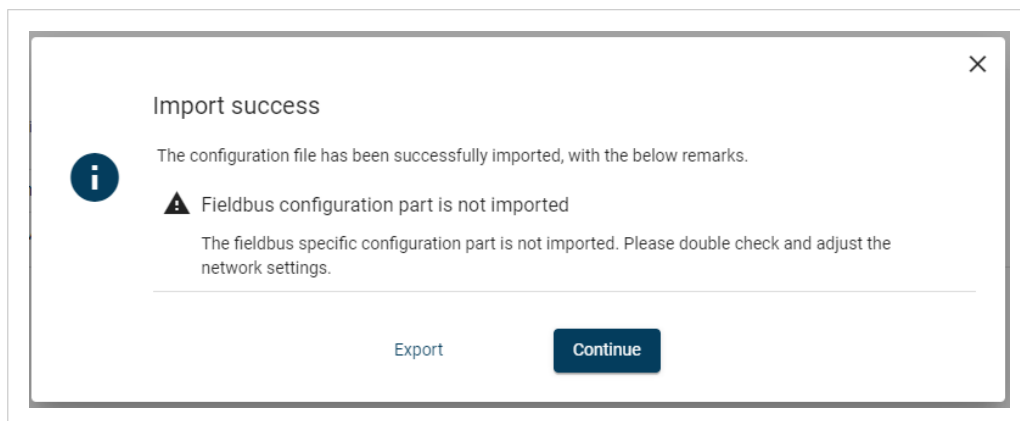 Import success
The configuration file has been successfully imported, with the below remarks.
Fieldbus configuration part is not imported
The fieldbus specific configuration part is not imported. Please double check and adjust the
network settings.
Export
Continue